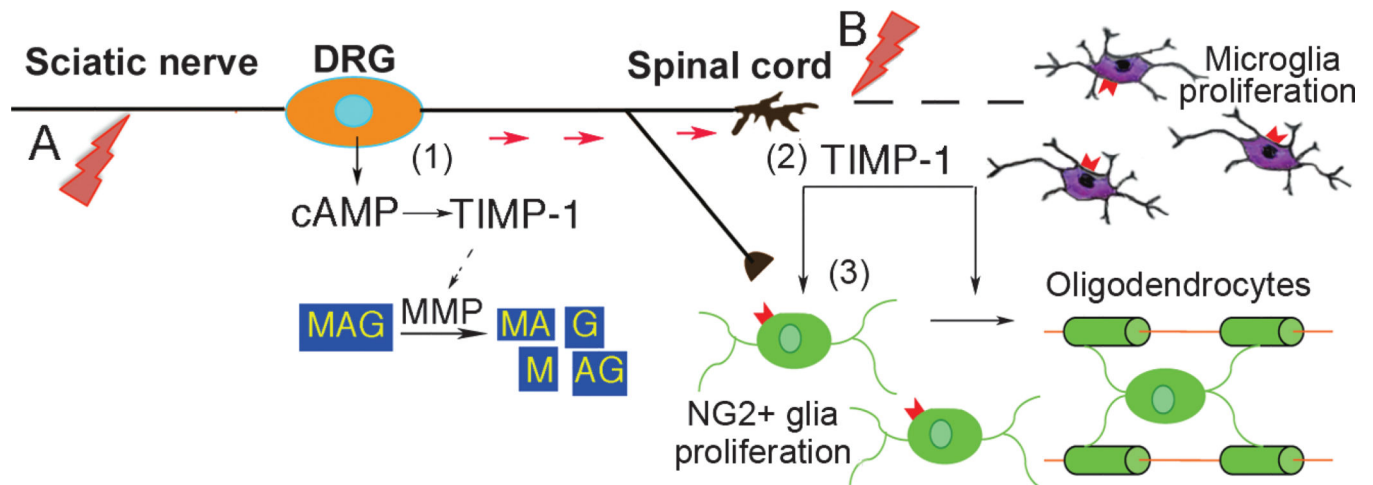 Sciatic nerve
DRG
Spinal cord
B
Microglia
proliferation
A
(1)
(2)
TIMP-1
cAMP
TIMP-1
(3)
MMP
MAG
MA
G
M
AG
Oligodendrocytes
NG2+ glia
proliferation